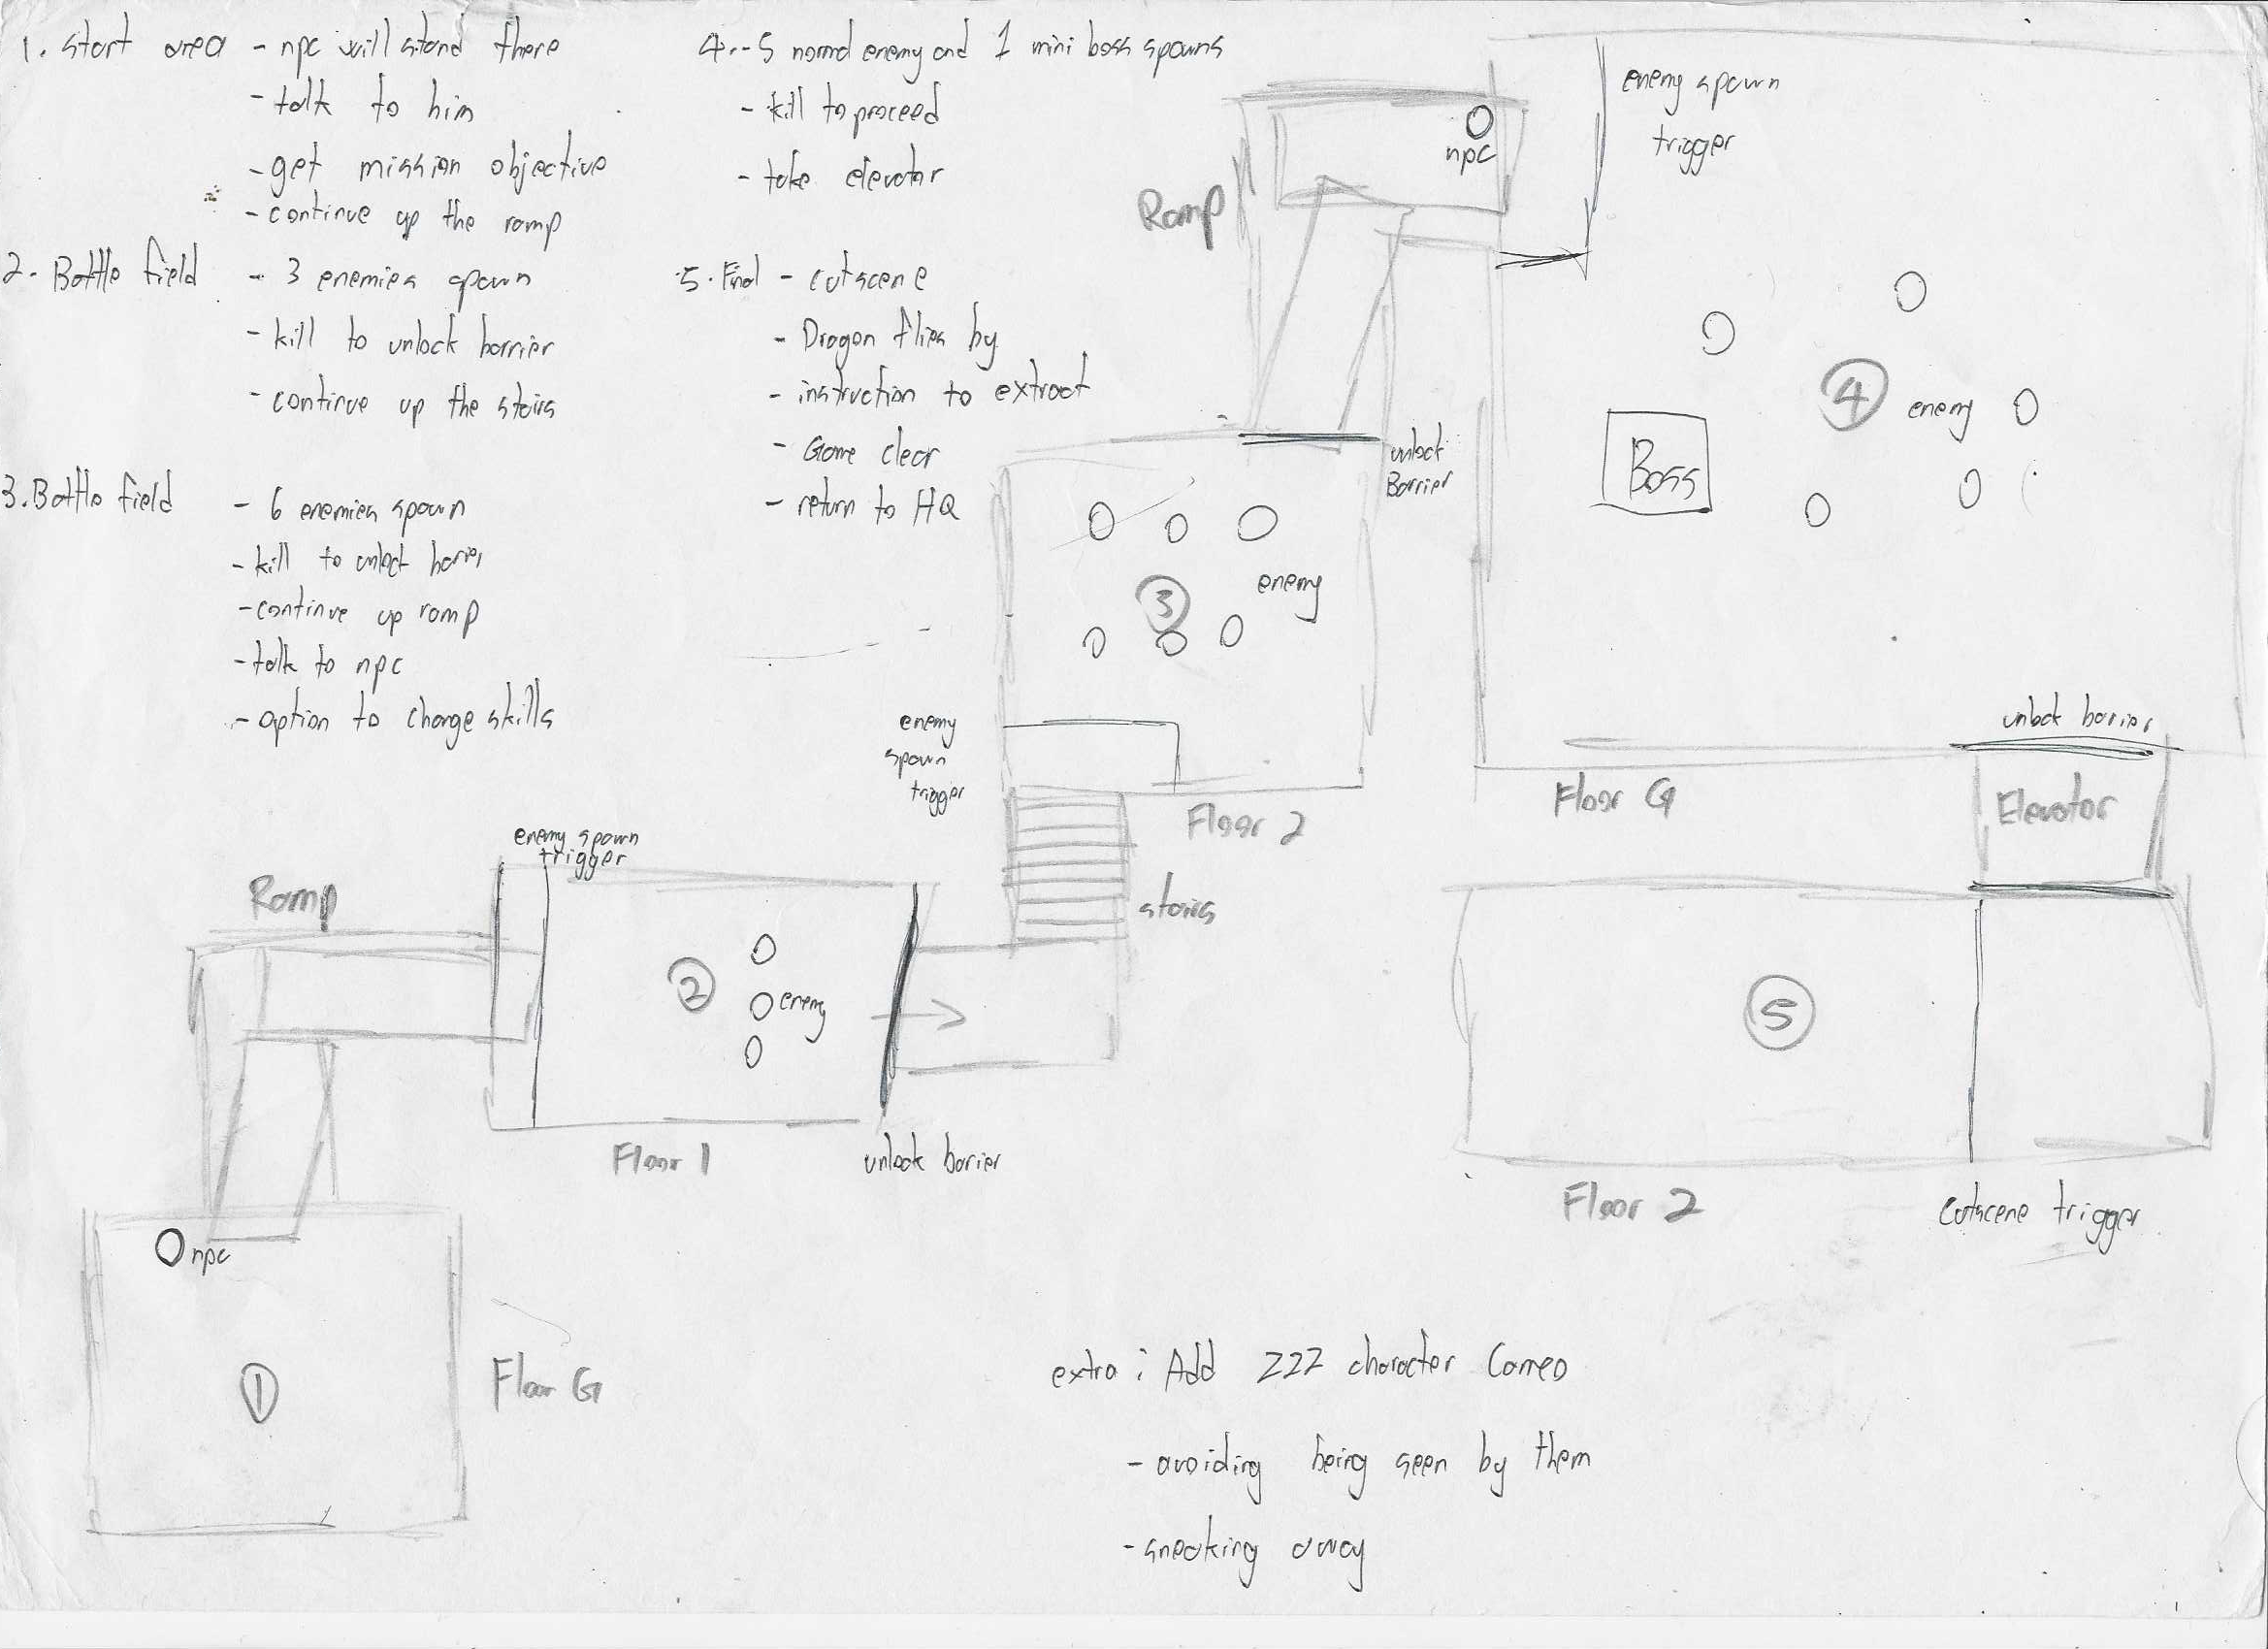 1. start area - npc will stand there
- talk to him
- get mission objective
- continue up the ramp
2. Battle field - 3 enemies spawn
- kill to unlock barrier
- continue up the stairs
3. Battle field - 6 enemies spawn
- kill to unlock barrier
- continue up ramp
- talk to npc
- option to change skills
4. - 5 normal enemy and 1 mini boss spawns
- kill to proceed
- take elevator
5. Final - cutscene
- Dragon flies by
- instruction to extract
- Game clear
- return to HQ
Ramp
npc
enemy spawn
trigger
4
enemy
Boss
unlock
Barrier
3
enemy
enemy
spawn
trigger
Floor 2
stairs
unlock barrier
Floor G
Elevator
enemy spawn
trigger
Ramp
2
enemy
Floor 1
unlock barrier
5
Floor 2
cutscene trigger
npc
1
Floor G
extra : Add ZZZ character Cameo
- avoiding being seen by them
- sneaking away